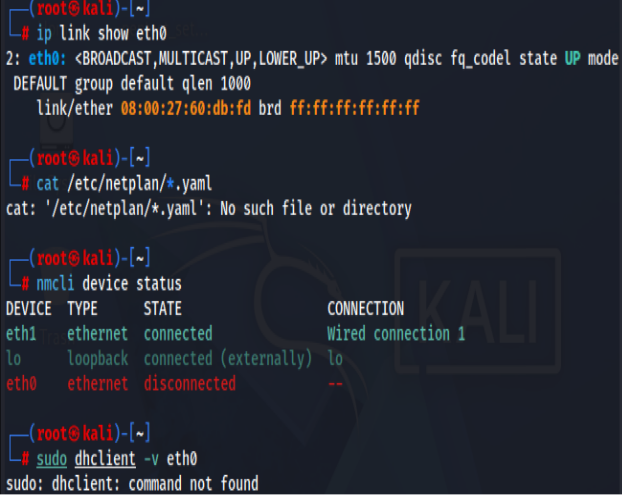 ┌──(root㉿kali)-[~]
└─# ip link show eth0
2: eth0: <BROADCAST,MULTICAST,UP,LOWER_UP> mtu 1500 qdisc fq_codel state UP mode
DEFAULT group default qlen 1000
link/ether 08:00:27:60:db:fd brd ff:ff:ff:ff:ff:ff
┌──(root㉿kali)-[~]
└─# cat /etc/netplan/*.yaml
cat: '/etc/netplan/*.yaml': No such file or directory
┌──(root㉿kali)-[~]
└─# nmcli device status
DEVICE TYPE STATE CONNECTION
eth1 ethernet connected Wired connection 1
lo loopback connected (externally) lo
eth0 ethernet disconnected --
KALI
┌──(root㉿kali)-[~]
└─# sudo dhclient -v eth0
sudo: dhclient: command not found